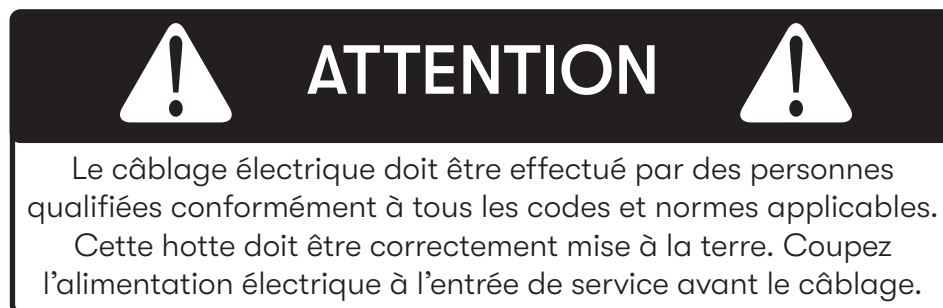 ATTENTION
Le câblage électrique doit être effectué par des personnes
qualifiées conformément à tous les codes et normes applicables.
Cette hotte doit être correctement mise à la terre. Coupez
l’alimentation électrique à l’entrée de service avant le câblage.